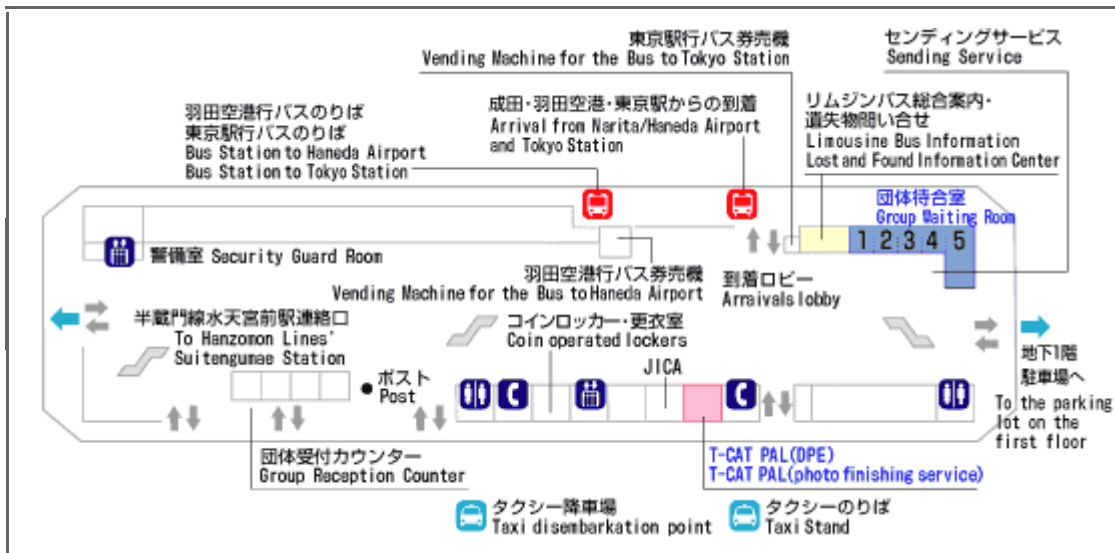 東京駅行バス券売機
Vending Machine for the Bus to Tokyo Station
センディングサービス
Sending Service
羽田空港行バスのりば
東京駅行バスのりば
Bus Station to Haneda Airport
Bus Station to Tokyo Station
成田・羽田空港・東京駅からの到着
Arrival from Narita/Haneda Airport
and Tokyo Station
リムジンバス総合案内・
遺失物問い合せ
Limousine Bus Information
Lost and Found Information Center
団体待合室
Group Waiting Room
1 2 3 4 5
警備室 Security Guard Room
羽田空港行バス券売機
Vending Machine for the Bus to Haneda Airport
到着ロビー
Arraivals lobby
半蔵門線水天宮前駅連絡口
To Hanzomon Lines'
Suitengumae Station
コインロッカー・更衣室
Coin operated lockers
JICA
ポスト
Post
地下1階
駐車場へ
To the parking
lot on the
first floor
団体受付カウンター
Group Reception Counter
T-CAT PAL(DPE)
T-CAT PAL(photo finishing service)
タクシー降車場
Taxi disembarkation point
タクシーのりば
Taxi Stand